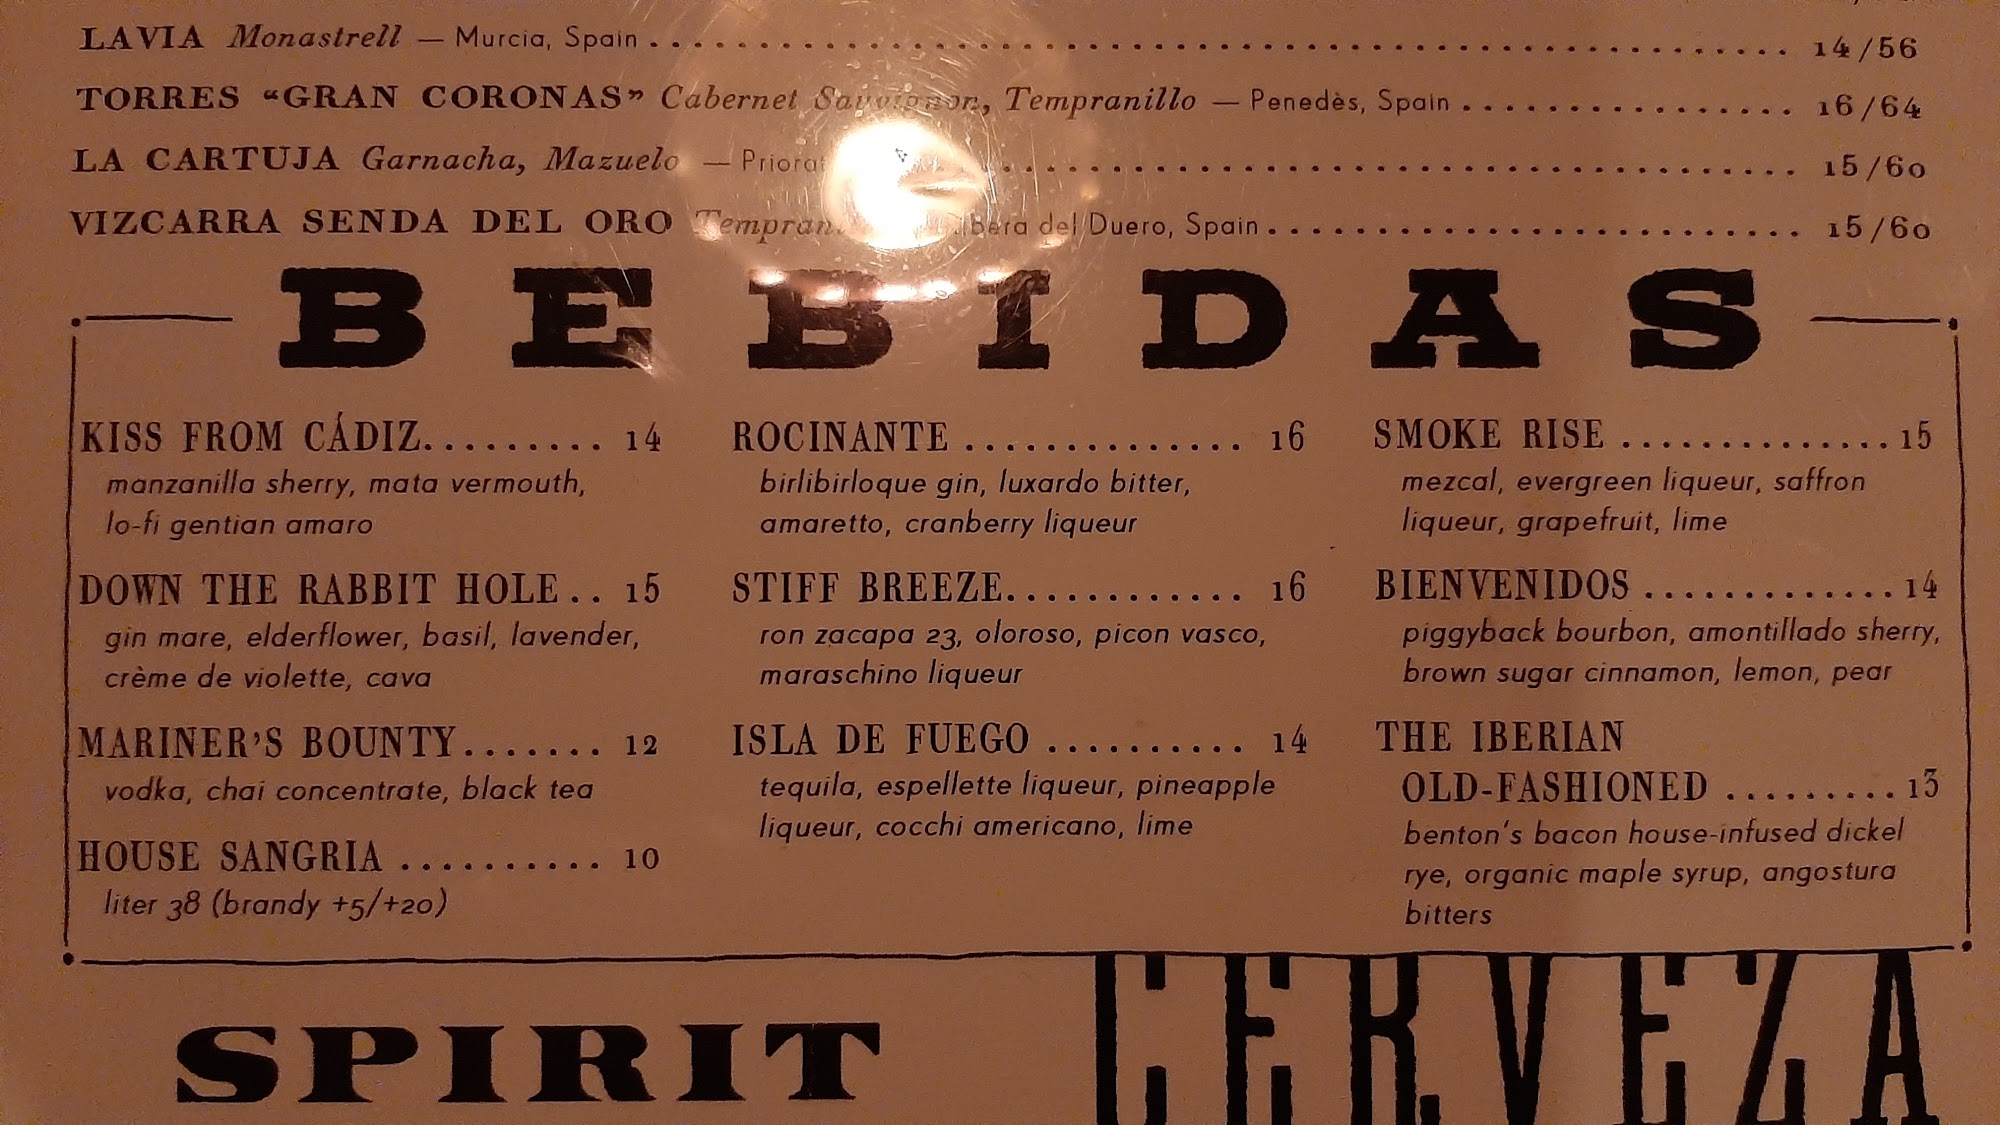 LAVIA Monastrell — Murcia, Spain 14/56
TORRES “GRAN CORONAS” Cabernet Sauvignon, Tempranillo — Penedès, Spain 16/64
LA CARTUJA Garnacha, Mazuelo — 15/60
VIZCARRA SENDA DEL ORO del Duero, Spain 15/60
BEBIDAS
KISS FROM CÁDIZ 14
manzanilla sherry, mata vermouth,
lo-fi gentian amaro
DOWN THE RABBIT HOLE 15
gin mare, elderflower, basil, lavender,
crème de violette, cava
MARINER'S BOUNTY 12
vodka, chai concentrate, black tea
HOUSE SANGRIA 10
liter 38 (brandy +5/+20)
ROCINANTE 16
birlibirloque gin, luxardo bitter,
amaretto, cranberry liqueur
STIFF BREEZE 16
ron zacapa 23, oloroso, picon vasco,
maraschino liqueur
ISLA DE FUEGO 14
tequila, espellette liqueur, pineapple
liqueur, cocchi americano, lime
SMOKE RISE 15
mezcal, evergreen liqueur, saffron
liqueur, grapefruit, lime
BIENVENIDOS 14
piggyback bourbon, amontillado sherry,
brown sugar cinnamon, lemon, pear
THE IBERIAN
OLD-FASHIONED 13
benton's bacon house-infused dickel
rye, organic maple syrup, angostura
bitters
SPIRIT
CERVEZA